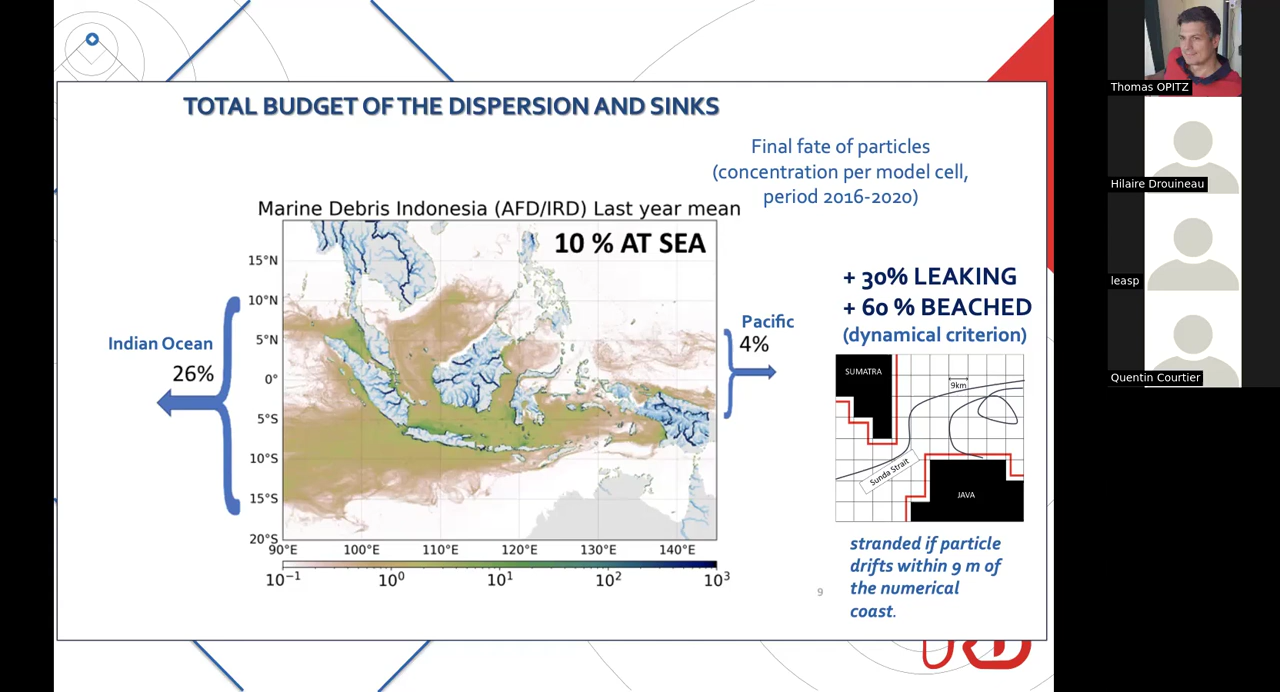 TOTAL BUDGET OF THE DISPERSION AND SINKS
Final fate of particles
(concentration per model cell,
period 2016-2020)
Marine Debris Indonesia (AFD/IRD) Last year mean
10 % AT SEA
15°N
10°N
5°N
0°
5°S
10°S
15°S
20°S
90°E 100°E 110°E 120°E 130°E 140°E
10⁻¹ 10⁰ 10¹ 10² 10³
Indian Ocean
26%
Pacific
4%
+ 30% LEAKING
+ 60 % BEACHED
(dynamical criterion)
SUMATRA
9km
Sunda Strait
JAVA
stranded if particle
drifts within 9 m of
the numerical
coast.
9
Thomas OPITZ
Hilaire Drouineau
leasp
Quentin Courtier